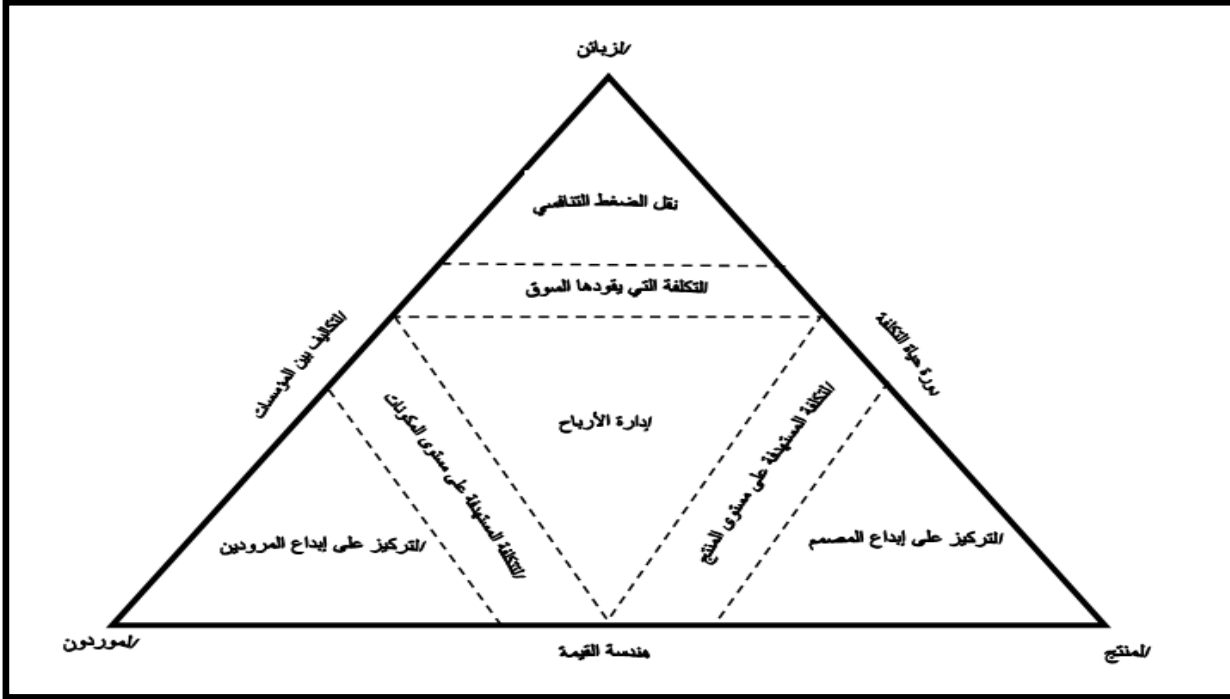 الزبائن
نقل الضغط التنافسي
التكلفة التي يقودها السوق
التكاليف بين المؤسسات
دورة حياة التكلفة
التكلفة المستهدفة على مستوى المكونات
إدارة الأرباح
التكلفة المستهدفة على مستوى المنتج
التركيز على إبداع المرودين
التركيز على إبداع المصمم
الموردون
هندسة القيمة
المنتج